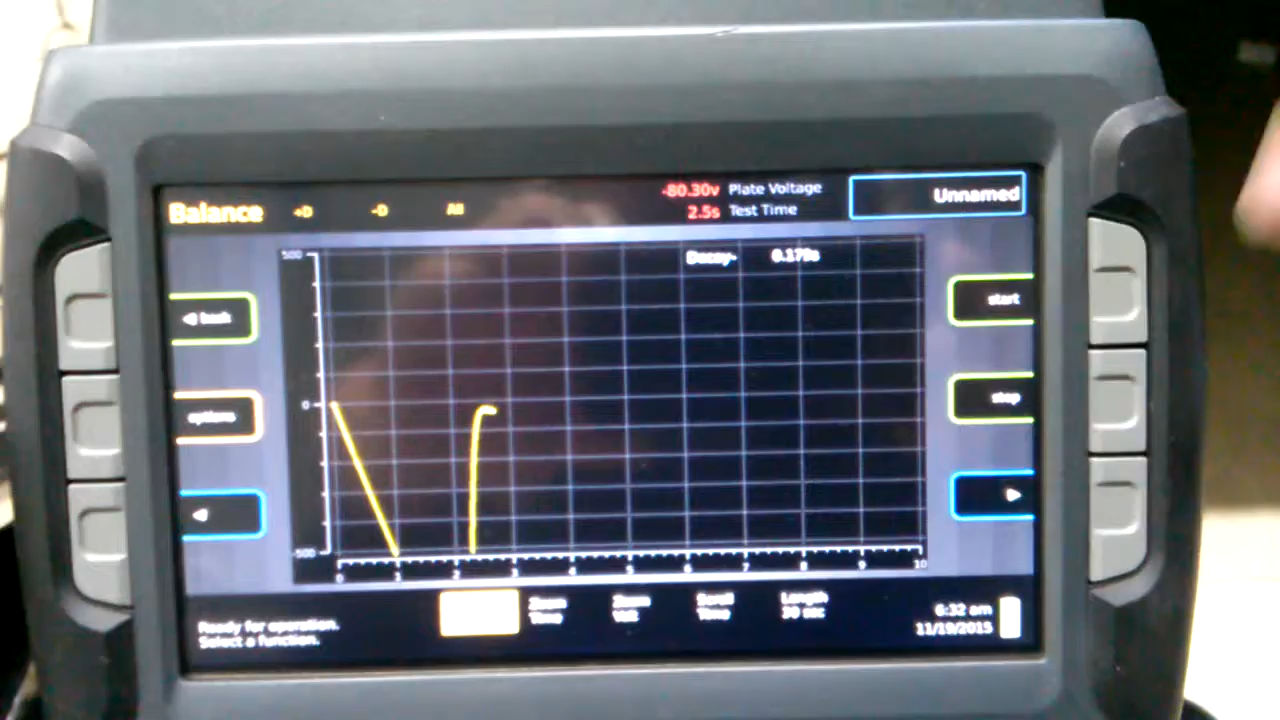 Balance +D -D All
-80.30v Plate Voltage
2.5s Test Time
Unnamed
500
Decay- 0.178s
back
start
0
options
stop
-500
0 1 2 3 4 5 6 7 8 9 10
Zoom Time
Zoom Volt
Scroll Time
Length 30 sec
Ready for operation.
Select a function.
6:32 am
11/19/2015